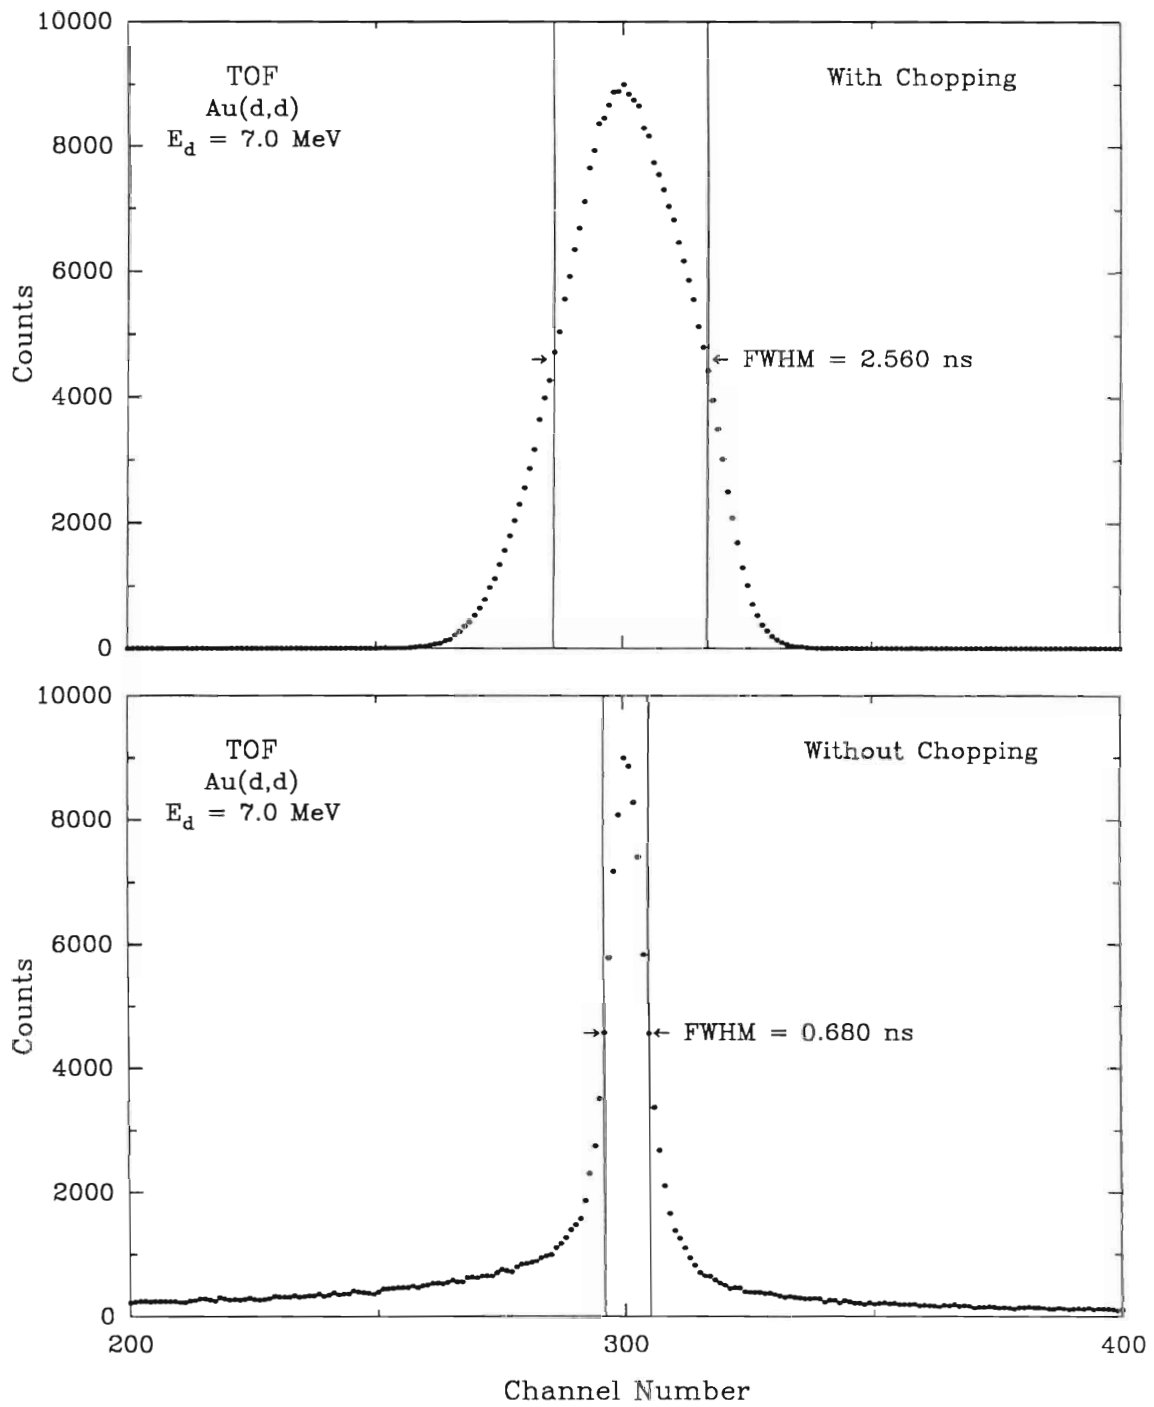 10000
TOF
With Chopping
Au(d,d)
E_d = 7.0 MeV
8000
6000
Counts
FWHM = 2.560 ns
4000
2000
0
10000
TOF
Without Chopping
Au(d,d)
E_d = 7.0 MeV
8000
6000
Counts
FWHM = 0.680 ns
4000
2000
0
200 300 400
Channel Number